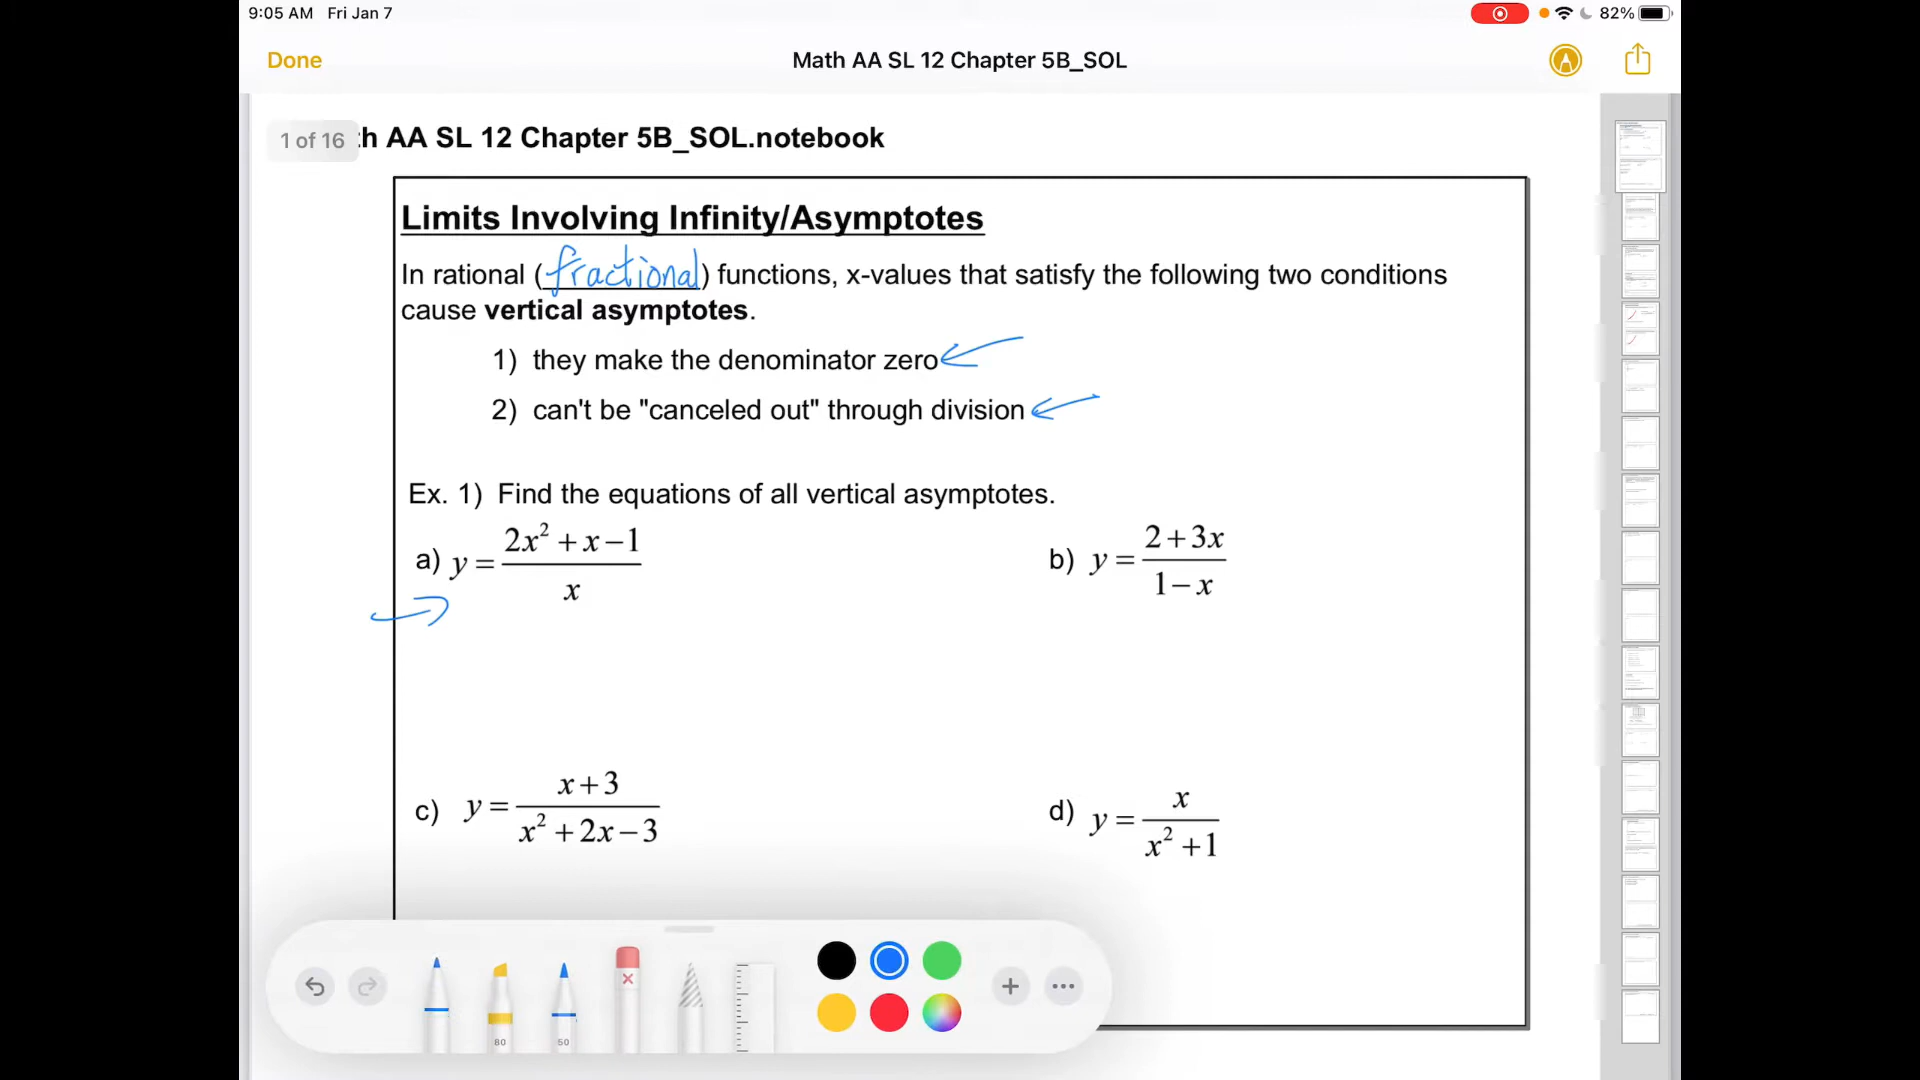 9:05 AM Fri Jan 7
82%
Done
Math AA SL 12 Chapter 5B_SOL
1 of 16
h AA SL 12 Chapter 5B_SOL.notebook
Limits Involving Infinity/Asymptotes
In rational (fractional) functions, x-values that satisfy the following two conditions
cause vertical asymptotes.
1) they make the denominator zero
2) can't be "canceled out" through division
Ex. 1) Find the equations of all vertical asymptotes.
a) y = (2x² + x − 1) / x
b) y = (2 + 3x) / (1 − x)
c) y = (x + 3) / (x² + 2x − 3)
d) y = x / (x² + 1)
80
50